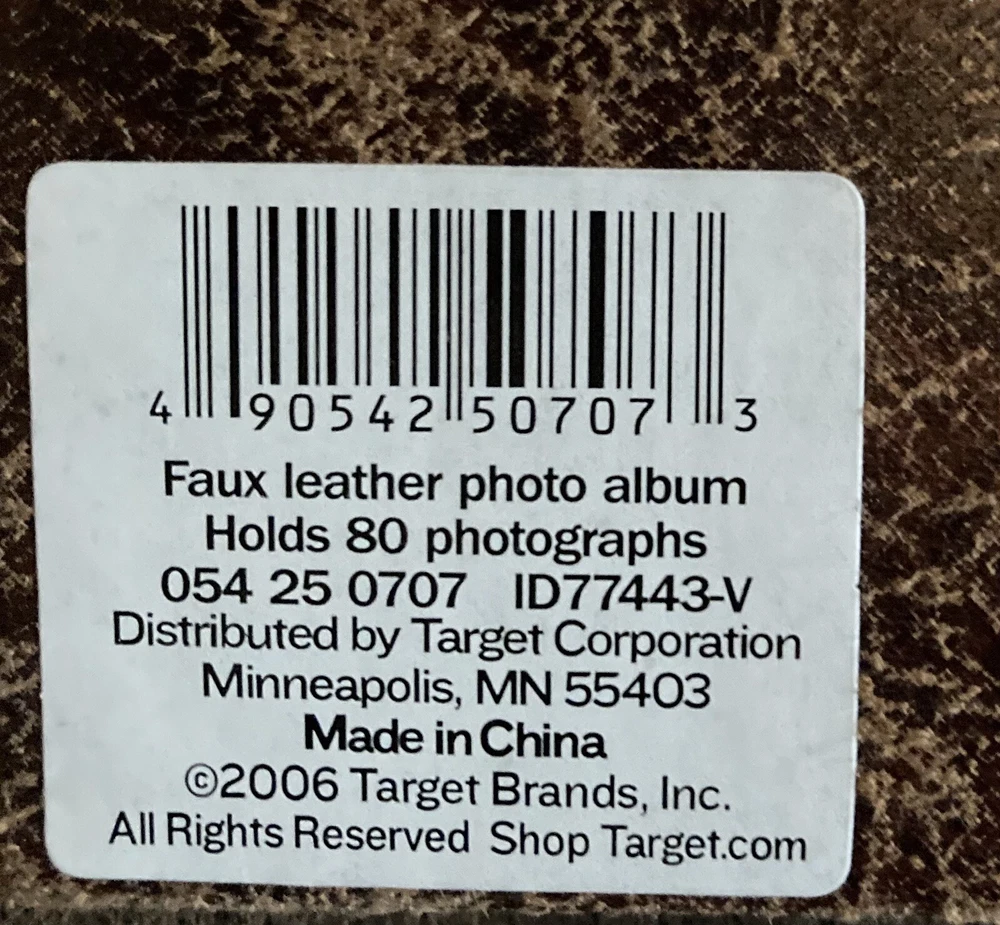 4 90542 50707 3
Faux leather photo album
Holds 80 photographs
054 25 0707 ID77443-V
Distributed by Target Corporation
Minneapolis, MN 55403
Made in China
©2006 Target Brands, Inc.
All Rights Reserved Shop Target.com